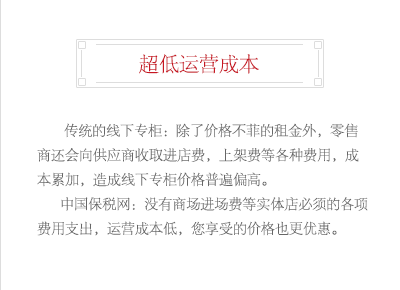 超低运营成本
传统的线下专柜：除了价格不菲的租金外，零售
商还会向供应商收取进店费，上架费等各种费用，成
本累加，造成线下专柜价格普遍偏高。
中国保税网：没有商场进场费等实体店必须的各项
费用支出，运营成本低，您享受的价格也更优惠。